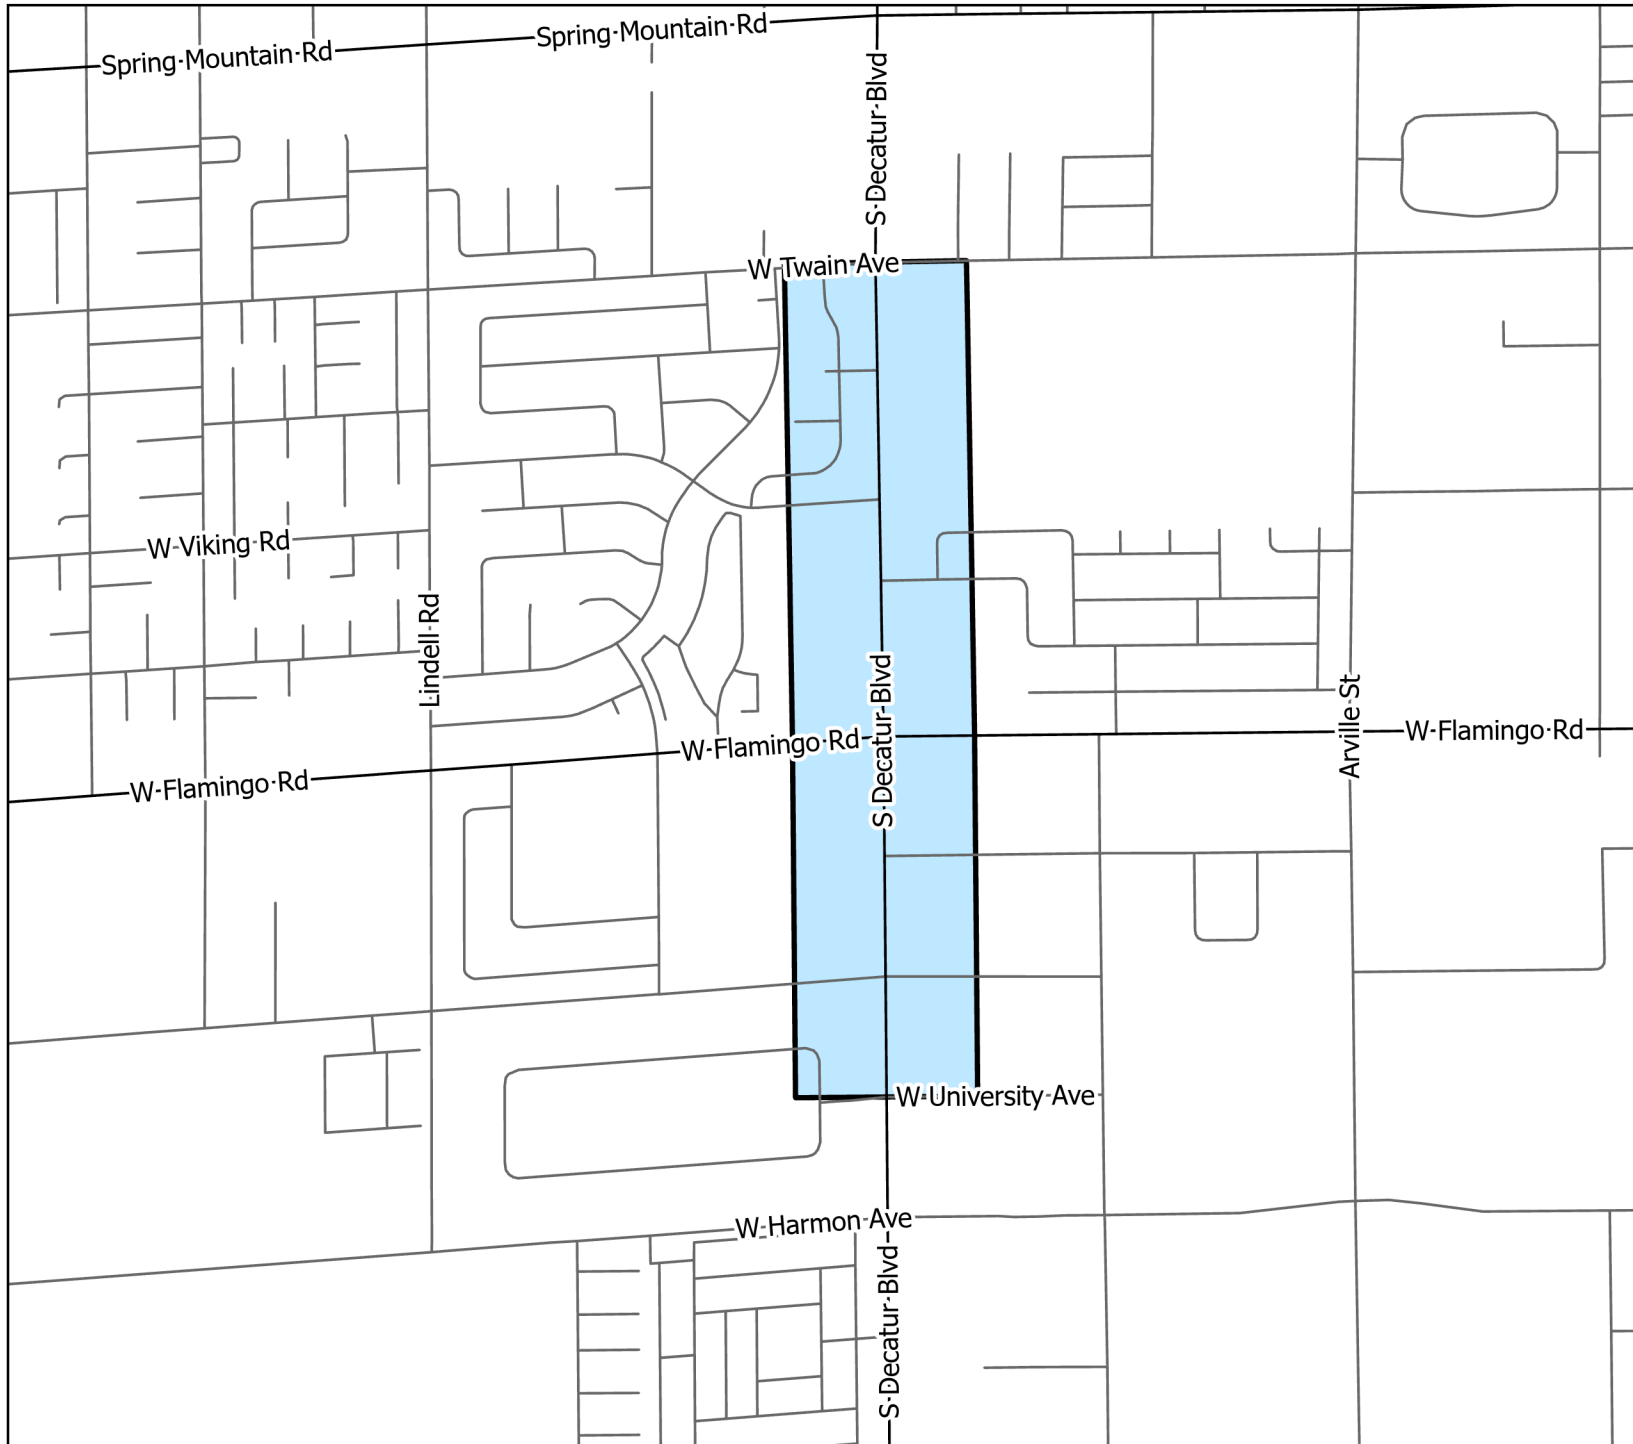 Spring-Mountain-Rd
Spring-Mountain-Rd
S-Decatur-Blvd
W Twain Ave
W-Viking-Rd
Lindell-Rd
S-Decatur-Blvd
Arville-St
W-Flamingo-Rd
W-Flamingo-Rd
W-Flamingo-Rd
W-University-Ave
W-Harmon-Ave
S-Decatur-Blvd